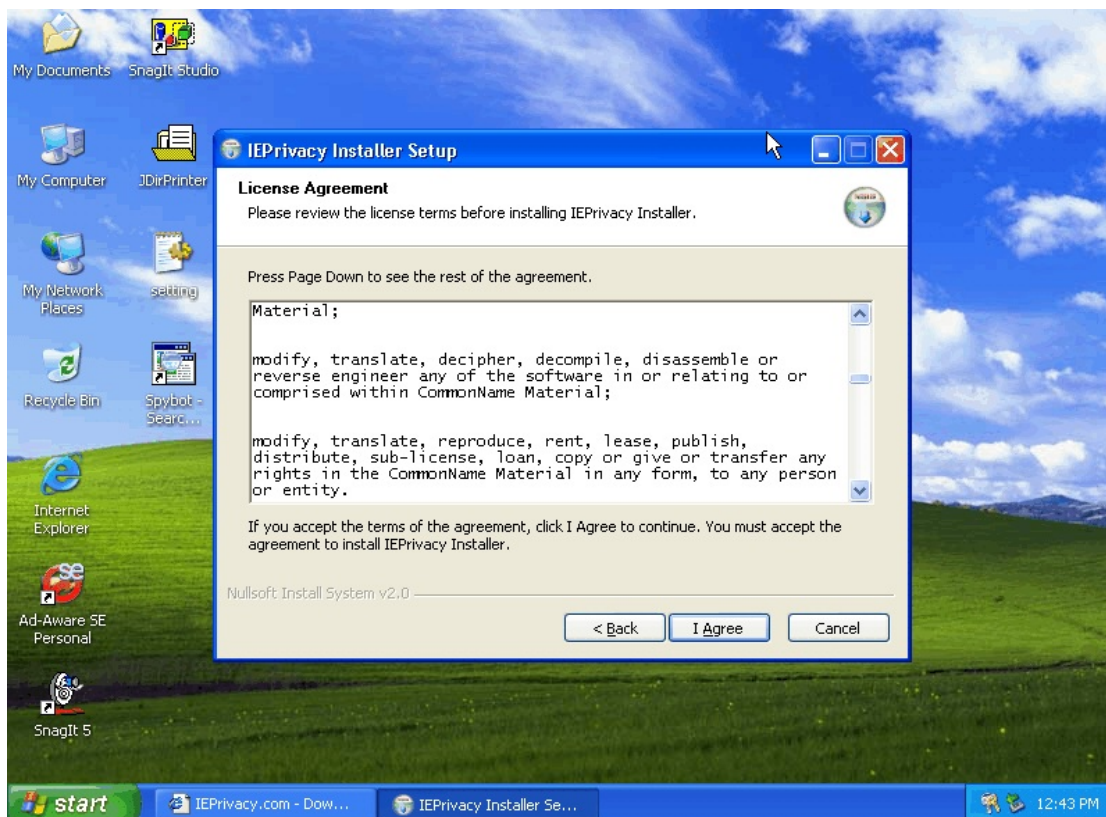 My Documents
SnagIt Studio
My Computer
JDirPrinter
My Network
Places
setting
Recycle Bin
Spybot -
Searc...
Internet
Explorer
Ad-Aware SE
Personal
SnagIt 5
IEPrivacy Installer Setup
License Agreement
Please review the license terms before installing IEPrivacy Installer.
Press Page Down to see the rest of the agreement.
Material;
modify, translate, decipher, decompile, disassemble or
reverse engineer any of the software in or relating to or
comprised within CommonName Material;
modify, translate, reproduce, rent, lease, publish,
distribute, sub-license, loan, copy or give or transfer any
rights in the CommonName Material in any form, to any person
or entity.
If you accept the terms of the agreement, click I Agree to continue. You must accept the
agreement to install IEPrivacy Installer.
Nullsoft Install System v2.0
< Back
I Agree
Cancel
start
IEPrivacy.com - Dow...
IEPrivacy Installer Se...
12:43 PM